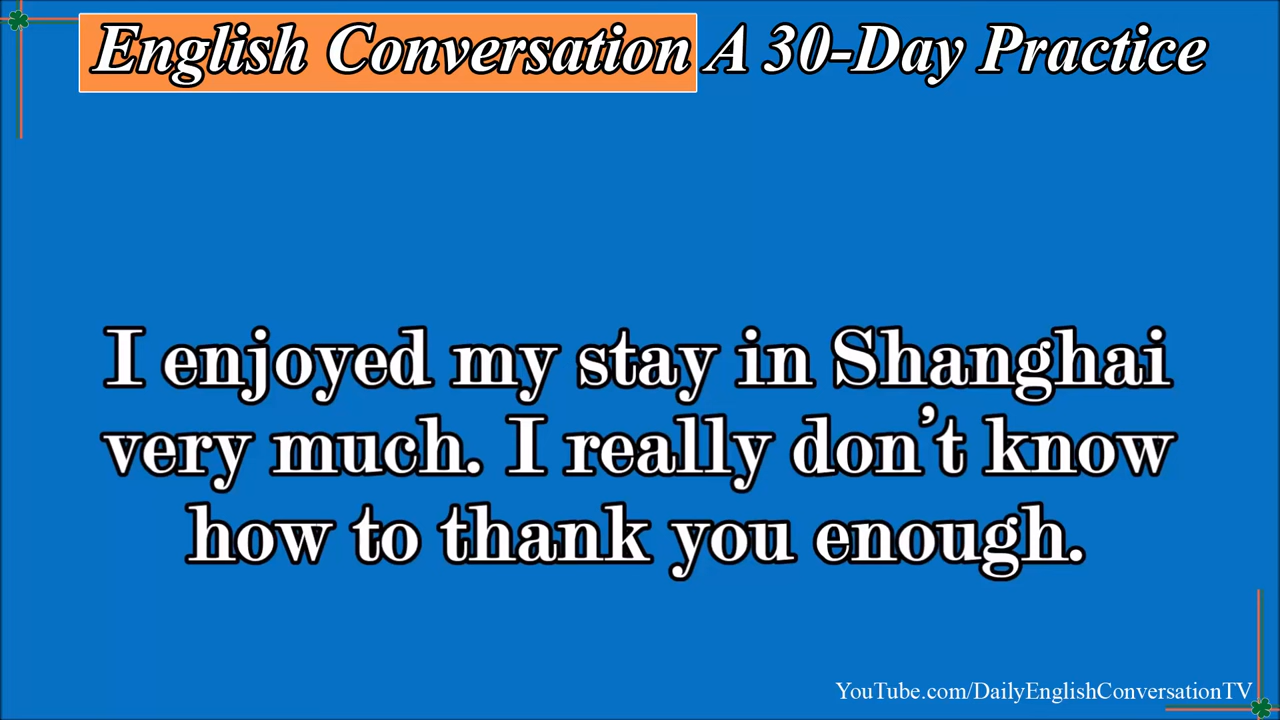 English Conversation A 30-Day Practice
I enjoyed my stay in Shanghai
very much. I really don't know
how to thank you enough.
YouTube.com/DailyEnglishConversationTV